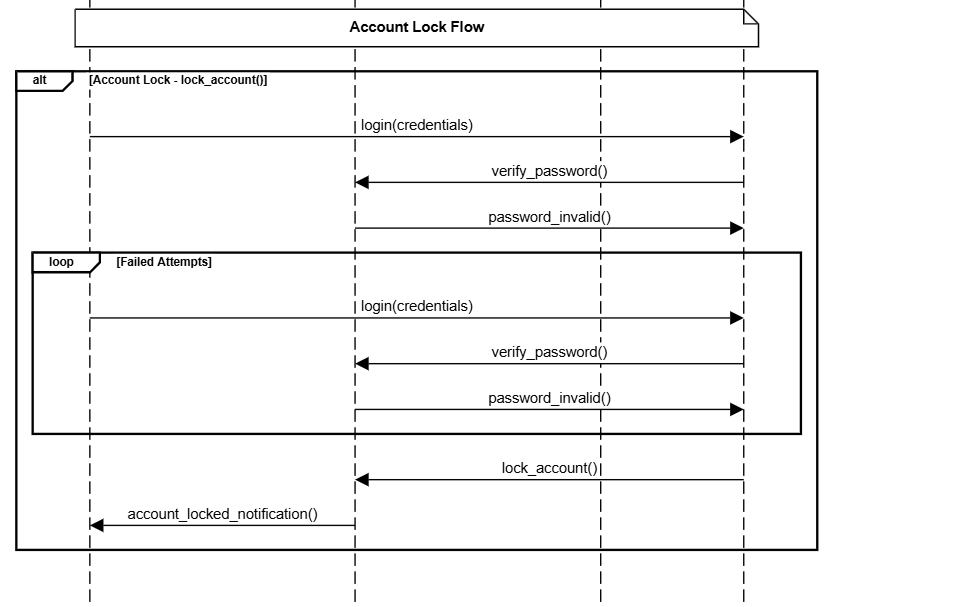 Account Lock Flow
alt [Account Lock - lock_account()]
login(credentials)
verify_password()
password_invalid()
loop [Failed Attempts]
login(credentials)
verify_password()
password_invalid()
lock_account()
account_locked_notification()